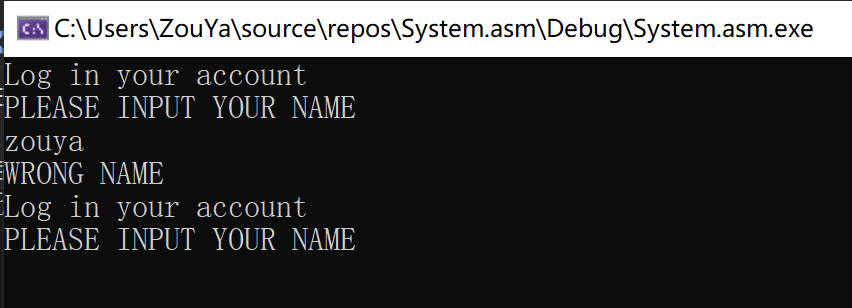 C:\Users\ZouYa\source\repos\System.asm\Debug\System.asm.exe
Log in your account
PLEASE INPUT YOUR NAME
zouya
WRONG NAME
Log in your account
PLEASE INPUT YOUR NAME